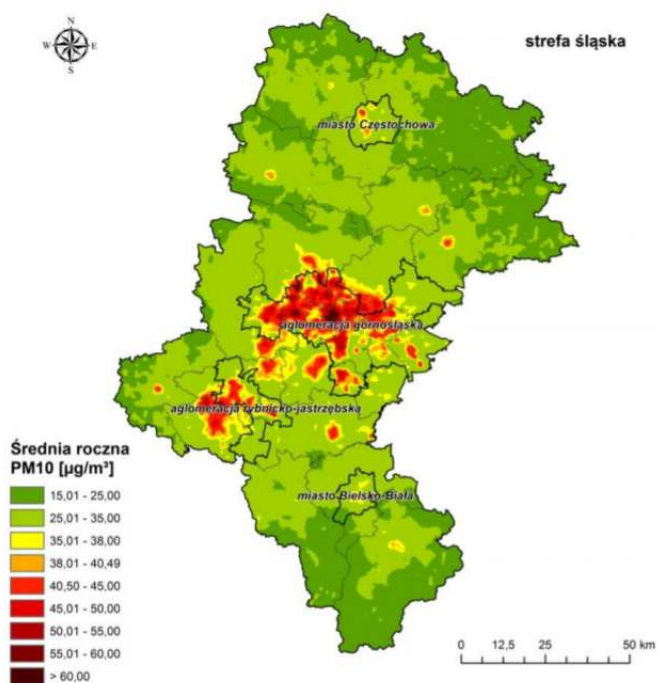 N
W E
S
strefa śląska
miasto Częstochowa
aglomeracja górnośląska
aglomeracja rybnicko-jastrzębska
miasto Bielsko-Biała
Średnia roczna
PM10 [µg/m³]
15,01 - 25,00
25,01 - 35,00
35,01 - 38,00
38,01 - 40,49
40,50 - 45,00
45,01 - 50,00
50,01 - 55,00
55,01 - 60,00
> 60,00
0 12,5 25 50 km